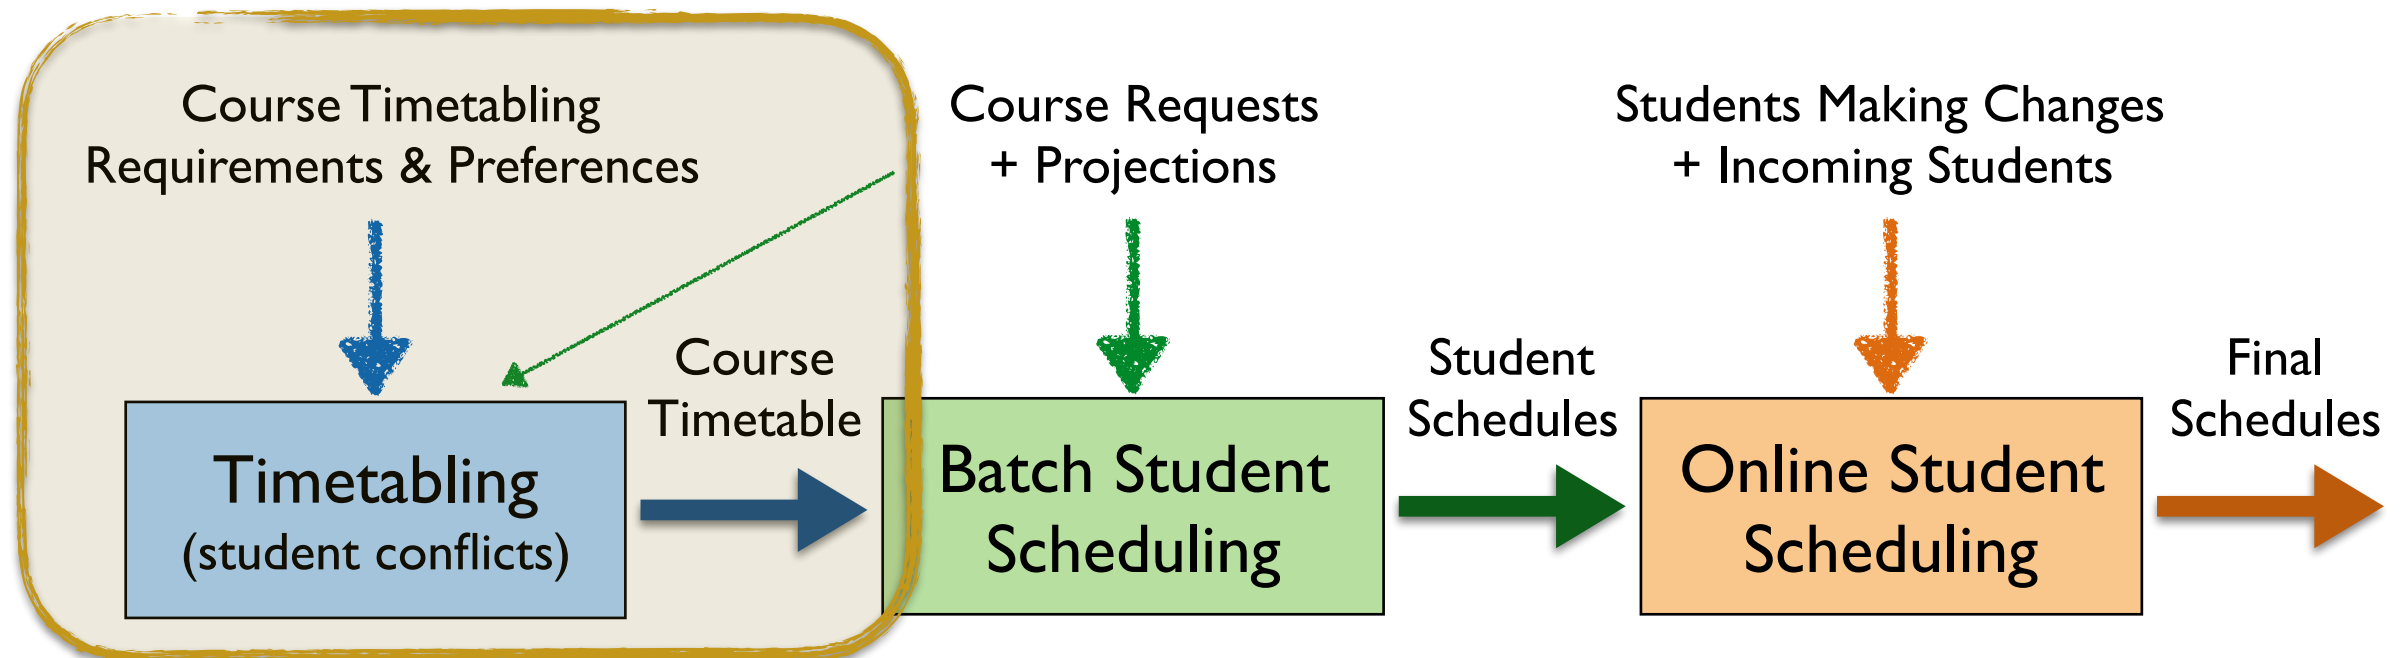 Course Timetabling
Requirements & Preferences
Course Requests
+ Projections
Students Making Changes
+ Incoming Students
Course
Timetable
Student
Schedules
Final
Schedules
Timetabling
(student conflicts)
Batch Student
Scheduling
Online Student
Scheduling